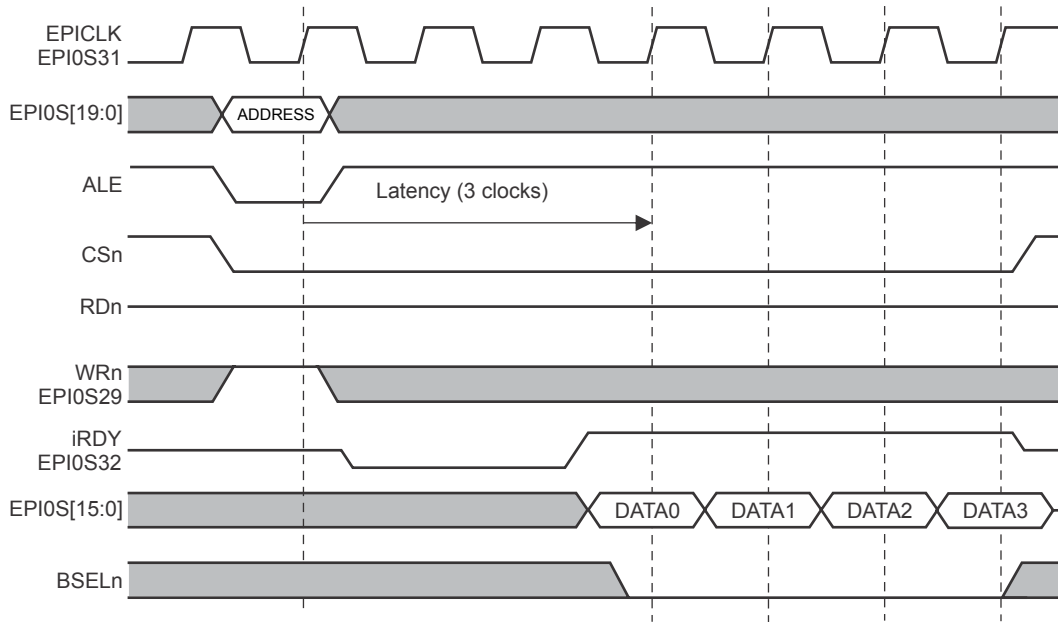 EPICLK
EPI0S31
EPI0S[19:0]
ADDRESS
ALE
Latency (3 clocks)
CSn
RDn
WRn
EPI0S29
iRDY
EPI0S32
EPI0S[15:0]
DATA0
DATA1
DATA2
DATA3
BSELn